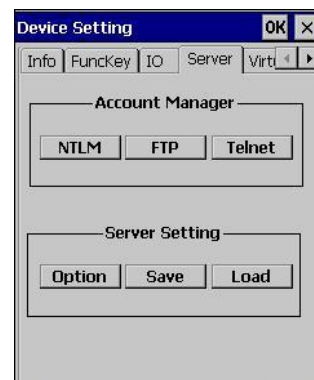 Device Setting OK ×
Info FuncKey IO Server Virt
Account Manager
NTLM FTP Telnet
Server Setting
Option Save Load